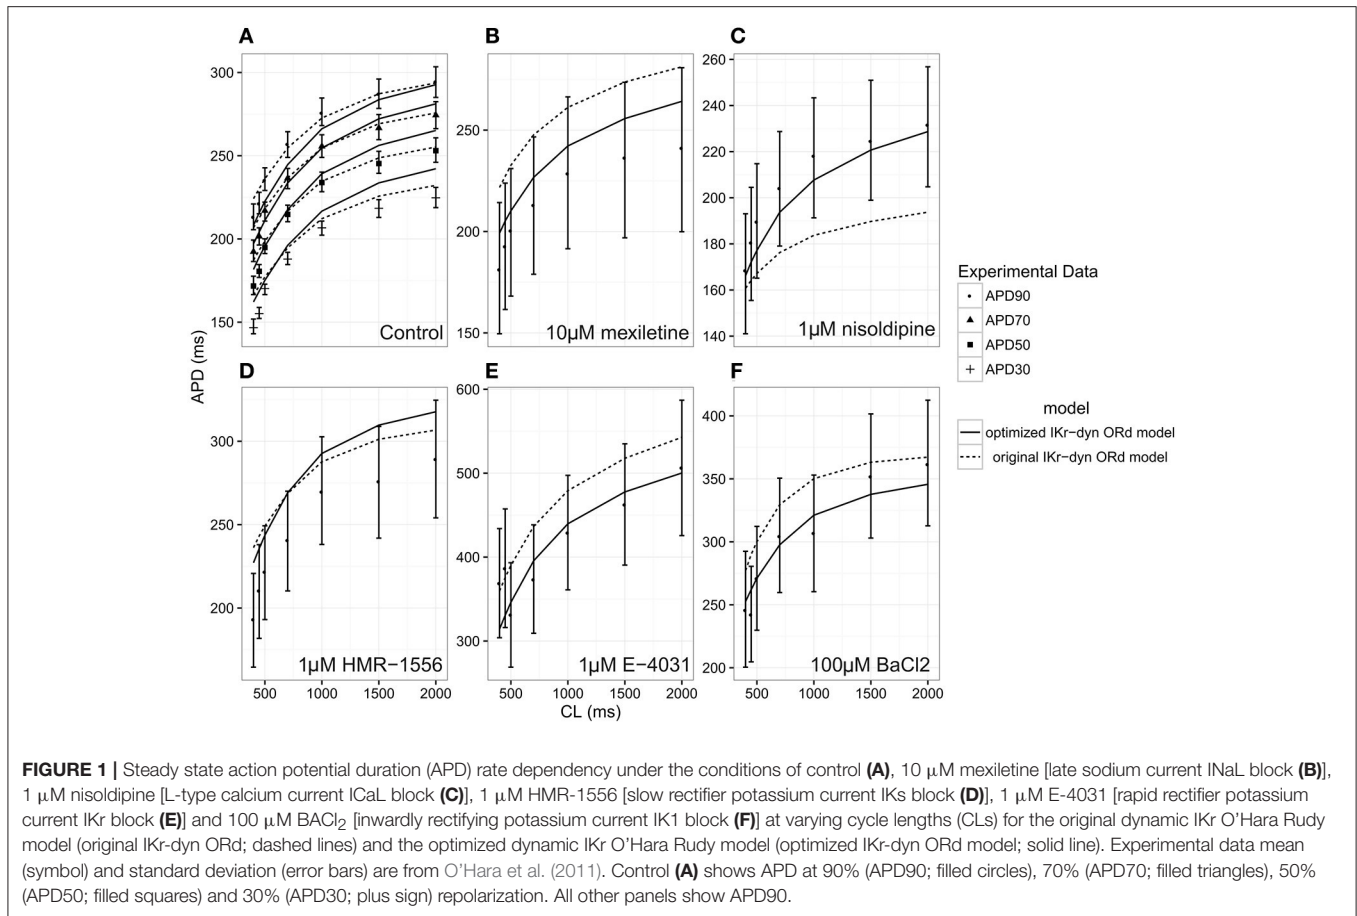 A
B
C
300
250
200
150
Control
250
200
150
10µM mexiletine
260
240
220
200
180
160
140
1µM nisoldipine
APD (ms)
D
E
F
300
250
200
1µM HMR−1556
500
1000
1500
2000
600
500
400
300
1µM E−4031
500
1000
1500
2000
CL (ms)
400
350
300
250
200
100µM BaCl2
500
1000
1500
2000
Experimental Data
APD90
APD70
APD50
APD30
model
optimized IKr−dyn ORd model
original IKr−dyn ORd model
FIGURE 1 | Steady state action potential duration (APD) rate dependency under the conditions of control (A), 10 µM mexiletine [late sodium current INaL block (B)],
1 µM nisoldipine [L-type calcium current ICaL block (C)], 1 µM HMR-1556 [slow rectifier potassium current IKs block (D)], 1 µM E-4031 [rapid rectifier potassium
current IKr block (E)] and 100 µM BACl2 [inwardly rectifying potassium current IK1 block (F)] at varying cycle lengths (CLs) for the original dynamic IKr O'Hara Rudy
model (original IKr-dyn ORd; dashed lines) and the optimized dynamic IKr O'Hara Rudy model (optimized IKr-dyn ORd model; solid line). Experimental data mean
(symbol) and standard deviation (error bars) are from O'Hara et al. (2011). Control (A) shows APD at 90% (APD90; filled circles), 70% (APD70; filled triangles), 50%
(APD50; filled squares) and 30% (APD30; plus sign) repolarization. All other panels show APD90.